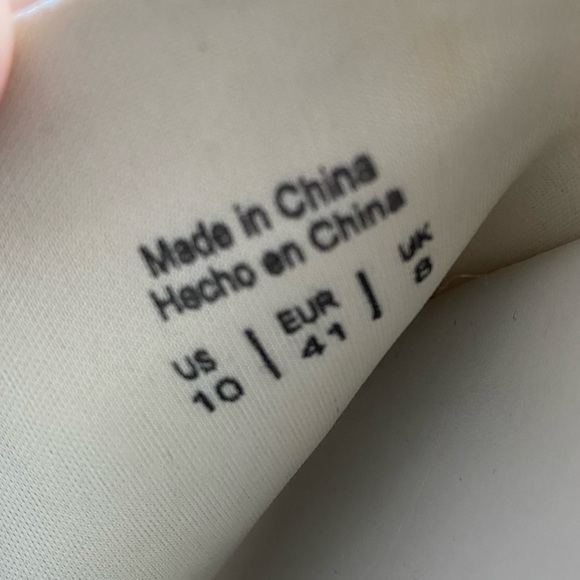 Made in China
Hecho en China
US | EUR | UK
10 | 41 | 8